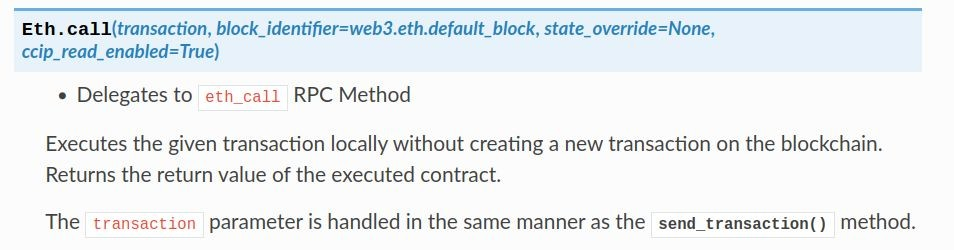 Eth.call(transaction, block_identifier=web3.eth.default_block, state_override=None,
ccip_read_enabled=True)
• Delegates to eth_call RPC Method
Executes the given transaction locally without creating a new transaction on the blockchain.
Returns the return value of the executed contract.
The transaction parameter is handled in the same manner as the send_transaction() method.